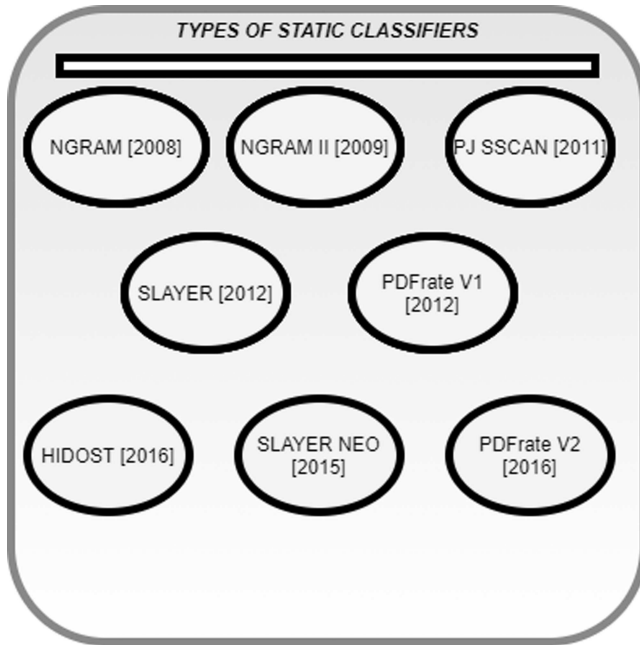 TYPES OF STATIC CLASSIFIERS
NGRAM [2008]
NGRAM II [2009]
PJ SSCAN [2011]
SLAYER [2012]
PDFrate V1
[2012]
HIDOST [2016]
SLAYER NEO
[2015]
PDFrate V2
[2016]